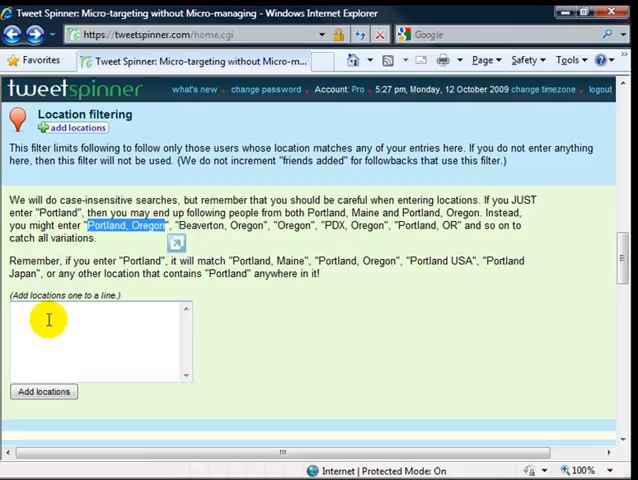 Tweet Spinner: Micro-targeting without Micro-managing - Windows Internet Explorer
https://tweetspinner.com/home.cgi
Google
Favorites
Tweet Spinner: Micro-targeting without Micro-m...
Page
Safety
Tools
tweetspinner
what's new
change password
Account: Pro
5:27 pm, Monday, 12 October 2009
change timezone
logout
Location filtering
add locations
This filter limits following to follow only those users whose location matches any of your entries here. If you do not enter anything
here, then this filter will not be used. (We do not increment "friends added" for followbacks that use this filter.)
We will do case-insensitive searches, but remember that you should be careful when entering locations. If you JUST
enter "Portland", then you may end up following people from both Portland, Maine and Portland, Oregon. Instead,
you might enter "Portland, Oregon", "Beaverton, Oregon", "Oregon", "PDX, Oregon", "Portland, OR" and so on to
catch all variations.
Remember, if you enter "Portland", it will match "Portland, Maine", "Portland, Oregon", "Portland USA", "Portland
Japan", or any other location that contains "Portland" anywhere in it!
(Add locations one to a line.)
Add locations
Internet | Protected Mode: On
100%